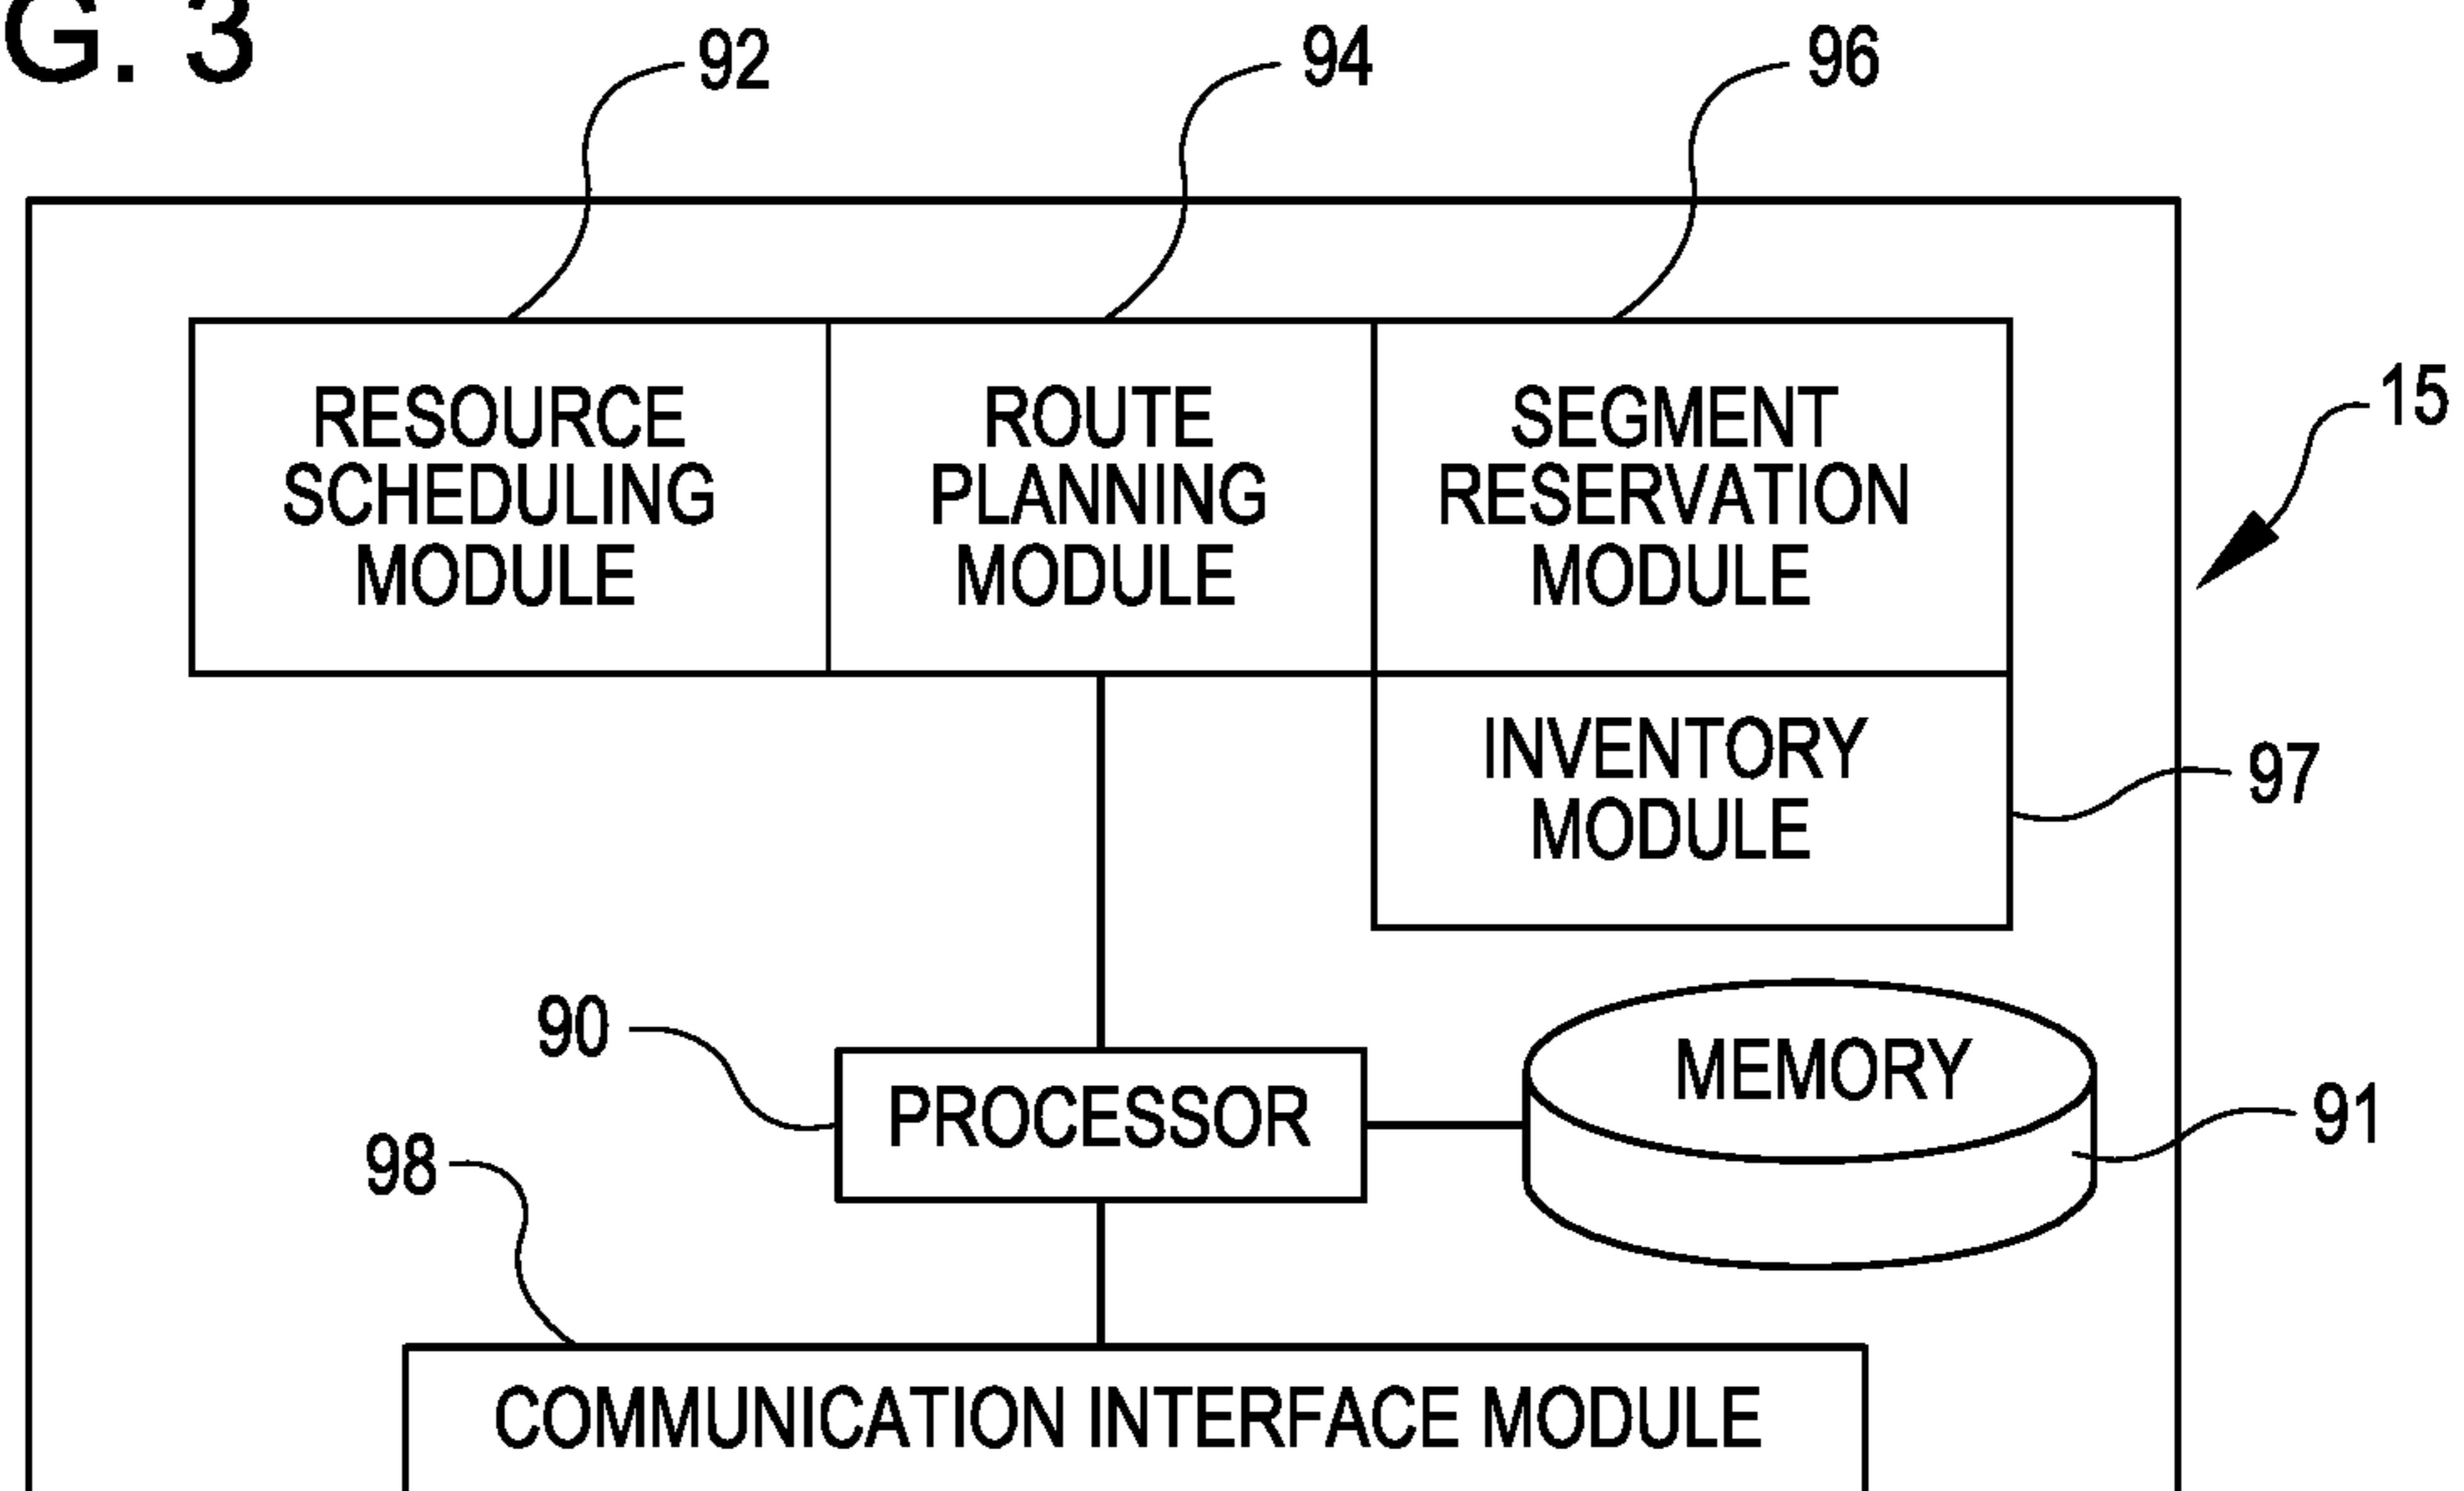 G. 3
92
94
96
15
RESOURCE
SCHEDULING
MODULE
ROUTE
PLANNING
MODULE
SEGMENT
RESERVATION
MODULE
INVENTORY
MODULE
97
90
PROCESSOR
MEMORY
91
98
COMMUNICATION INTERFACE MODULE